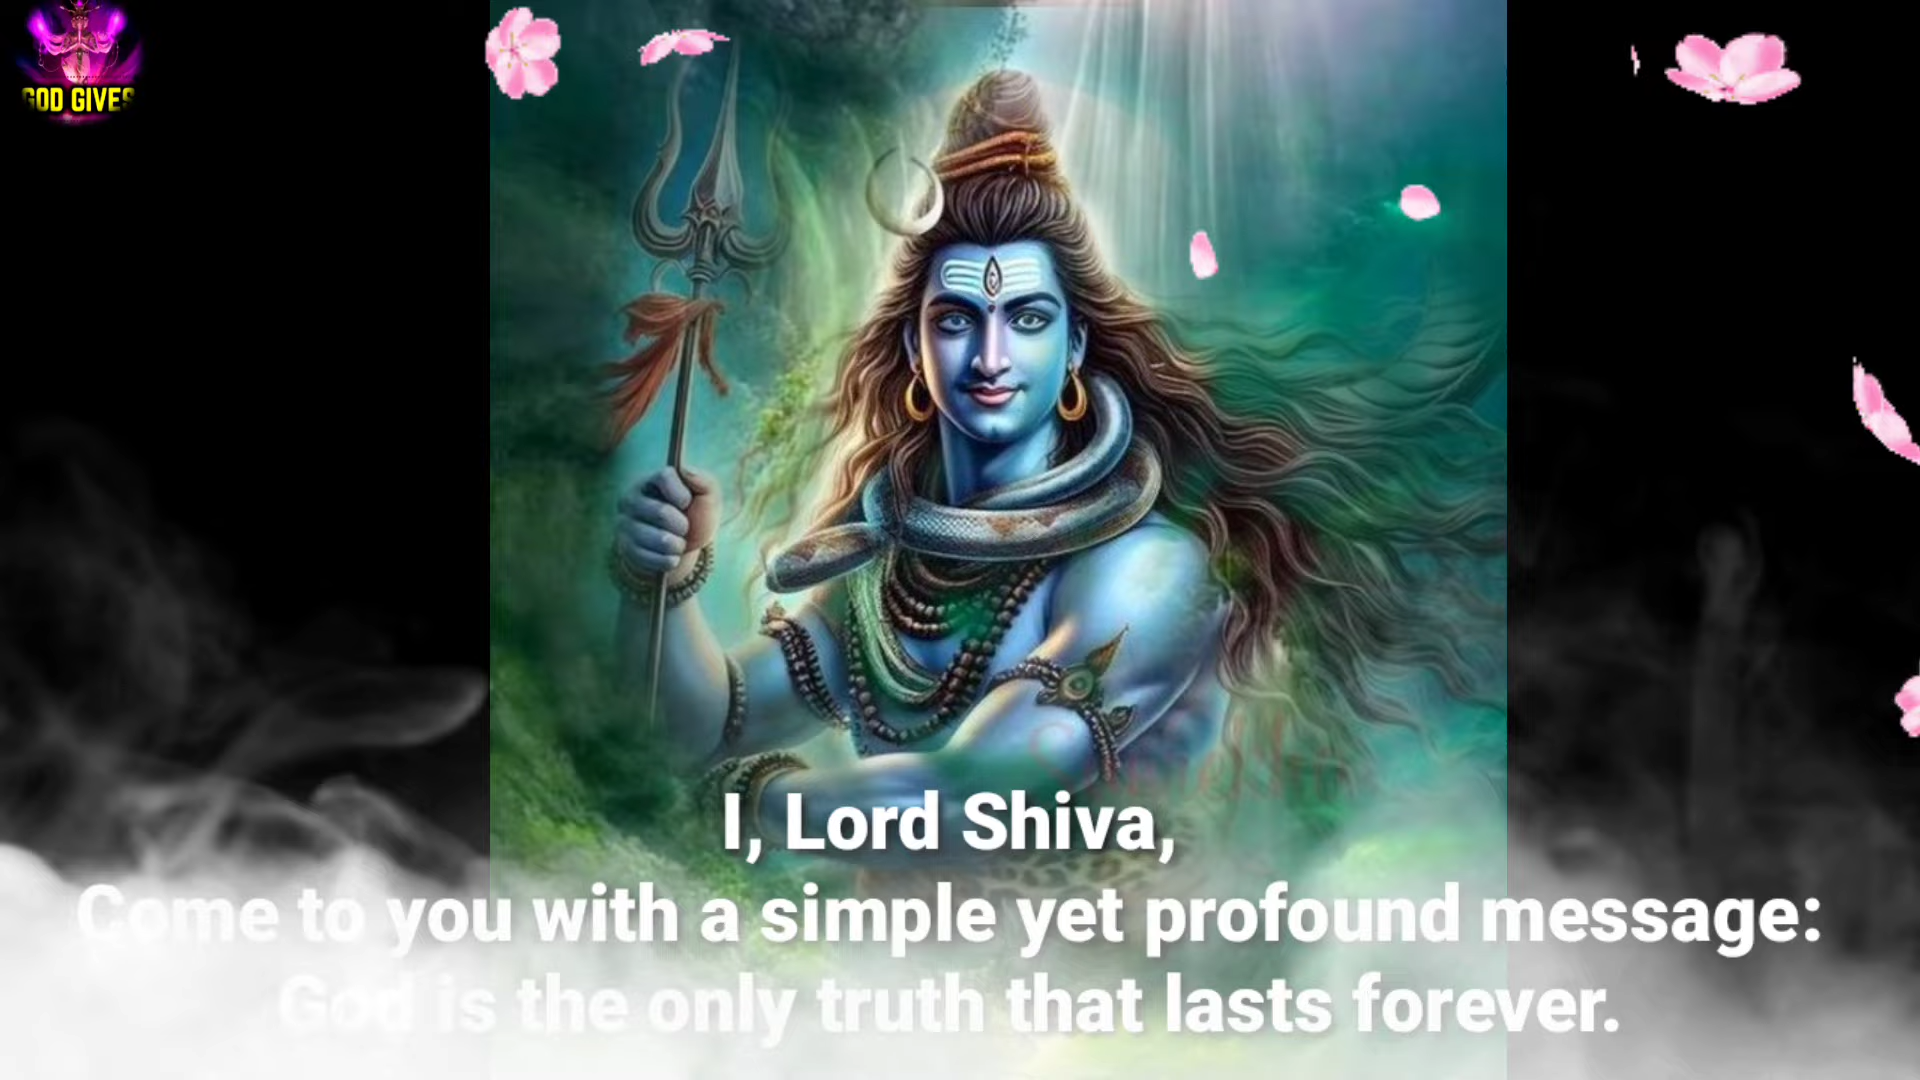 GOD GIVES
I, Lord Shiva,
Come to you with a simple yet profound message:
God is the only truth that lasts forever.